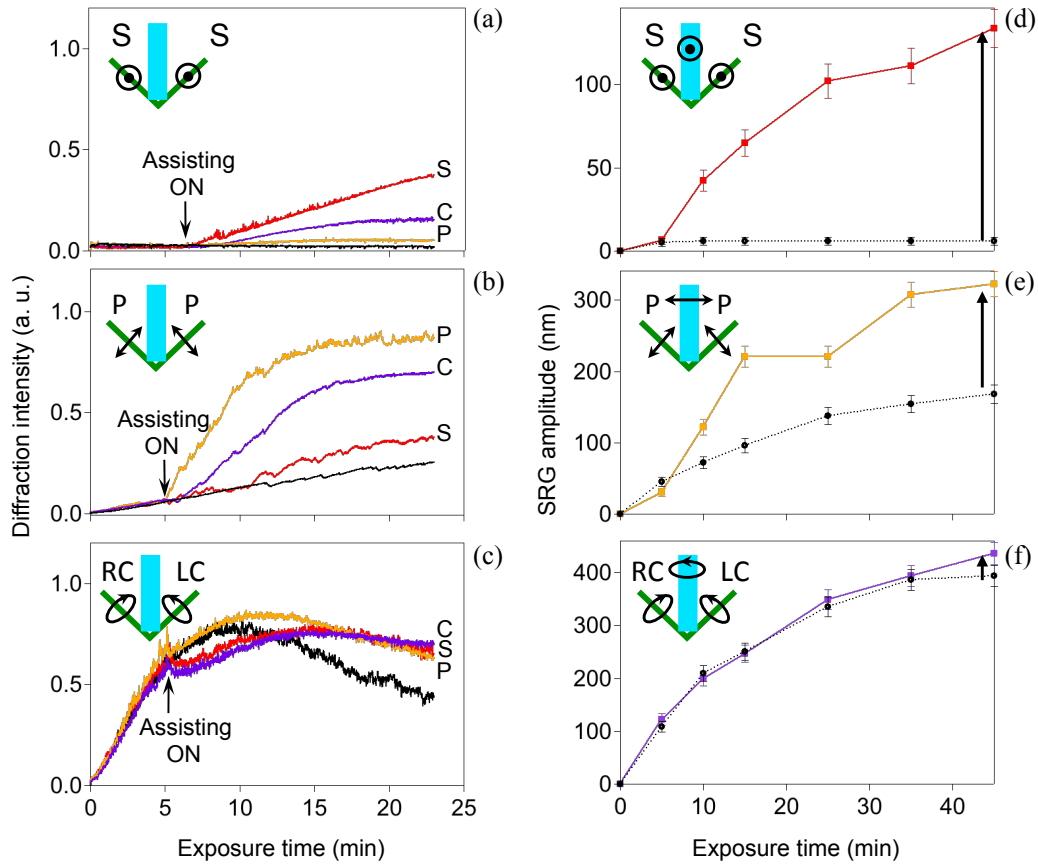 (a)
S S
Assisting
ON
S
C
P
1.0
0.5
0.0
(b)
P P
Assisting
ON
P
C
S
1.0
0.5
0.0
(c)
RC LC
Assisting
ON
C
S
P
1.0
0.5
0.0
0 5 10 15 20 25
Exposure time (min)
Diffraction intensity (a. u.)
(d)
S S
100
50
0
(e)
P P
300
200
100
0
(f)
RC LC
400
300
200
100
0
0 10 20 30 40
Exposure time (min)
SRG amplitude (nm)